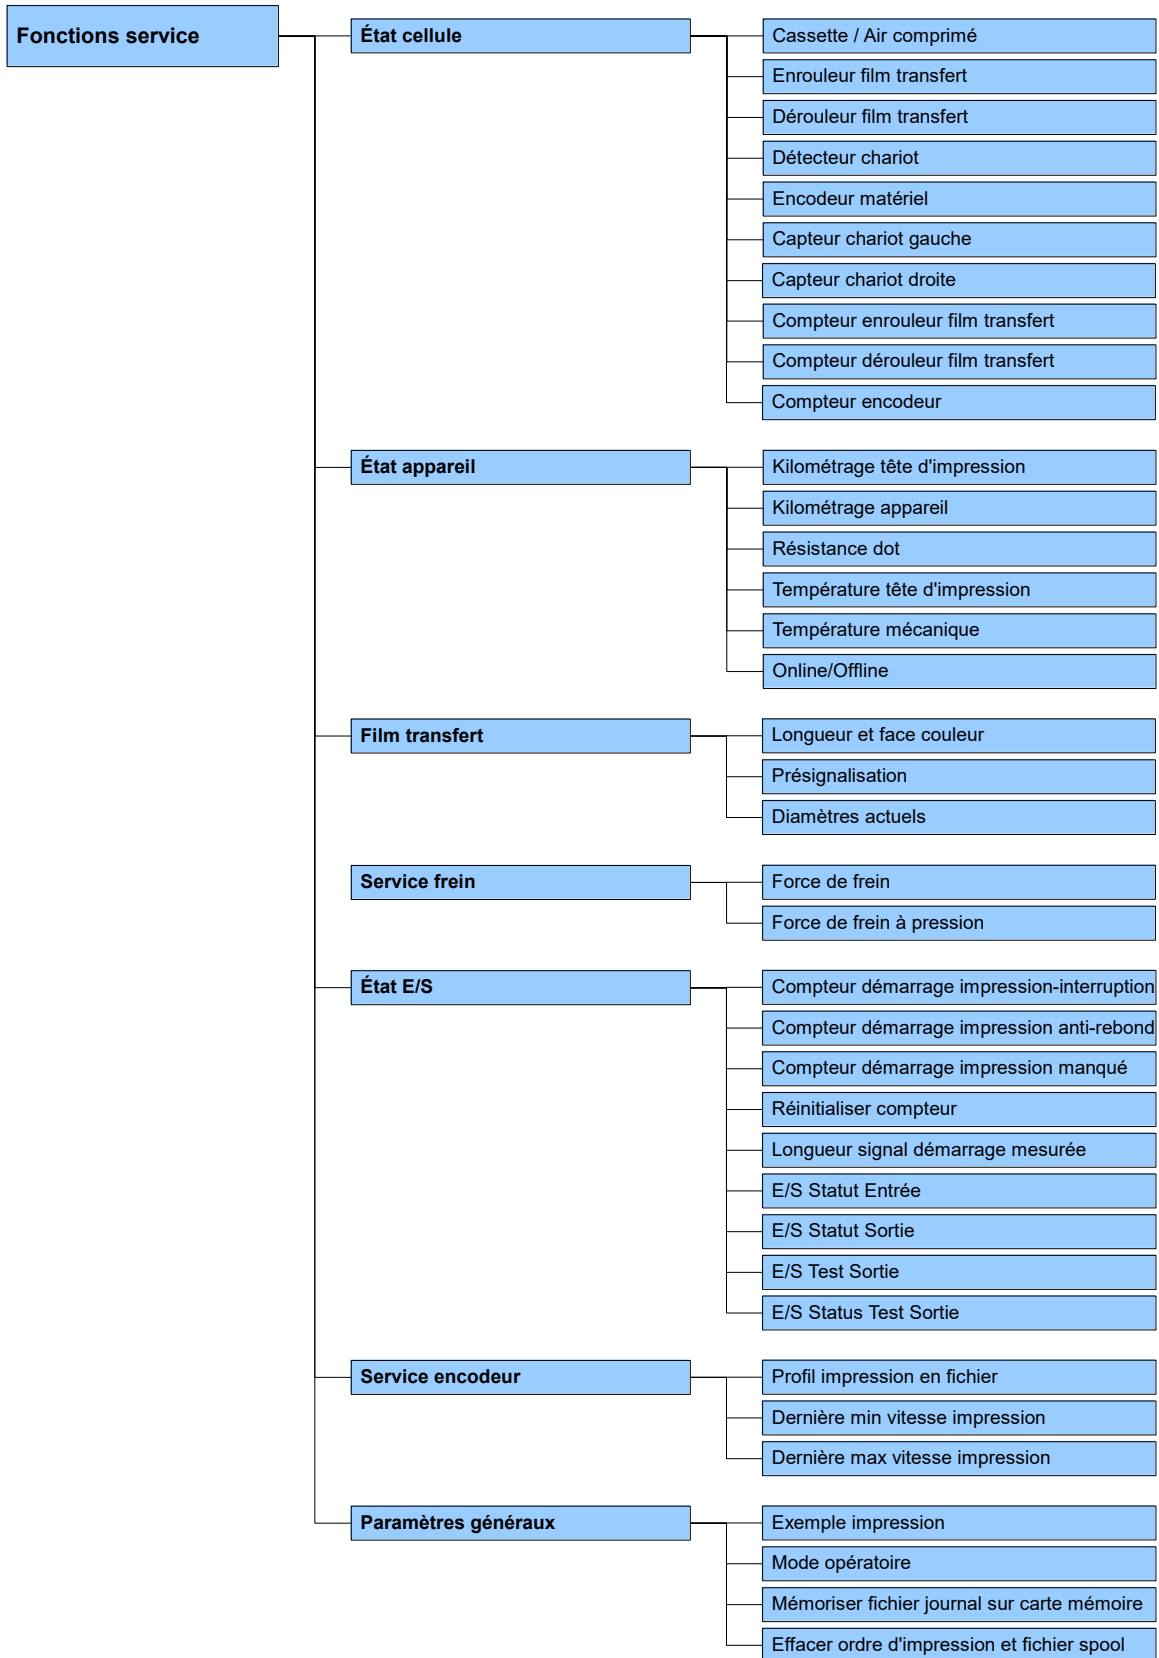 Fonctions service
État cellule
Cassette / Air comprimé
Enrouleur film transfert
Dérouleur film transfert
Détecteur chariot
Encodeur matériel
Capteur chariot gauche
Capteur chariot droite
Compteur enrouleur film transfert
Compteur dérouleur film transfert
Compteur encodeur
État appareil
Kilométrage tête d'impression
Kilométrage appareil
Résistance dot
Température tête d'impression
Température mécanique
Online/Offline
Film transfert
Longueur et face couleur
Présignalisation
Diamètres actuels
Service frein
Force de frein
Force de frein à pression
État E/S
Compteur démarrage impression-interruption
Compteur démarrage impression anti-rebond
Compteur démarrage impression manqué
Réinitialiser compteur
Longueur signal démarrage mesurée
E/S Statut Entrée
E/S Statut Sortie
E/S Test Sortie
E/S Status Test Sortie
Service encodeur
Profil impression en fichier
Dernière min vitesse impression
Dernière max vitesse impression
Paramètres généraux
Exemple impression
Mode opératoire
Mémoriser fichier journal sur carte mémoire
Effacer ordre d'impression et fichier spool